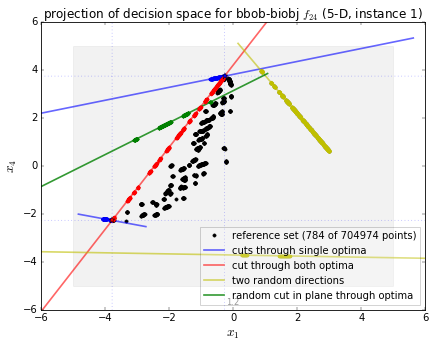 projection of decision space for bbob-biobj f24 (5-D, instance 1)
6
4
2
0
−2
−4
−6
x4
reference set (784 of 704974 points)
cuts through single optima
cut through both optima
two random directions
random cut in plane through optima
−6 −4 −2 0 2 4 6
x1